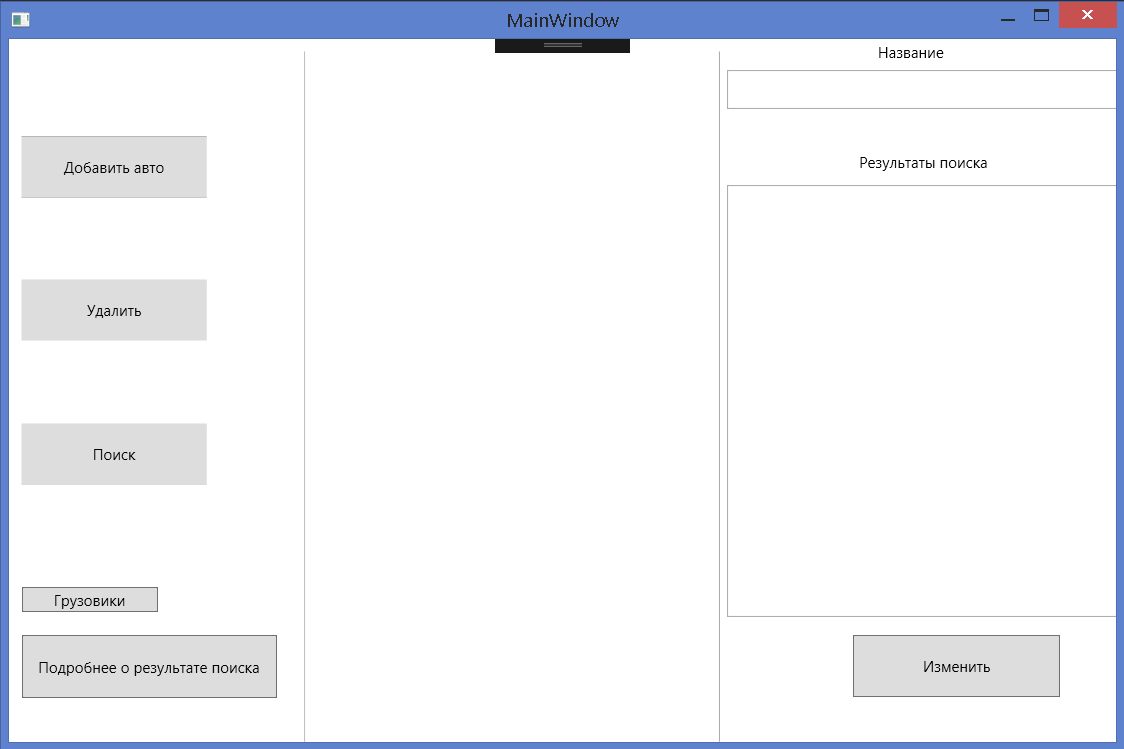 MainWindow
Название
Добавить авто
Результаты поиска
Удалить
Поиск
Грузовики
Подробнее о результате поиска
Изменить